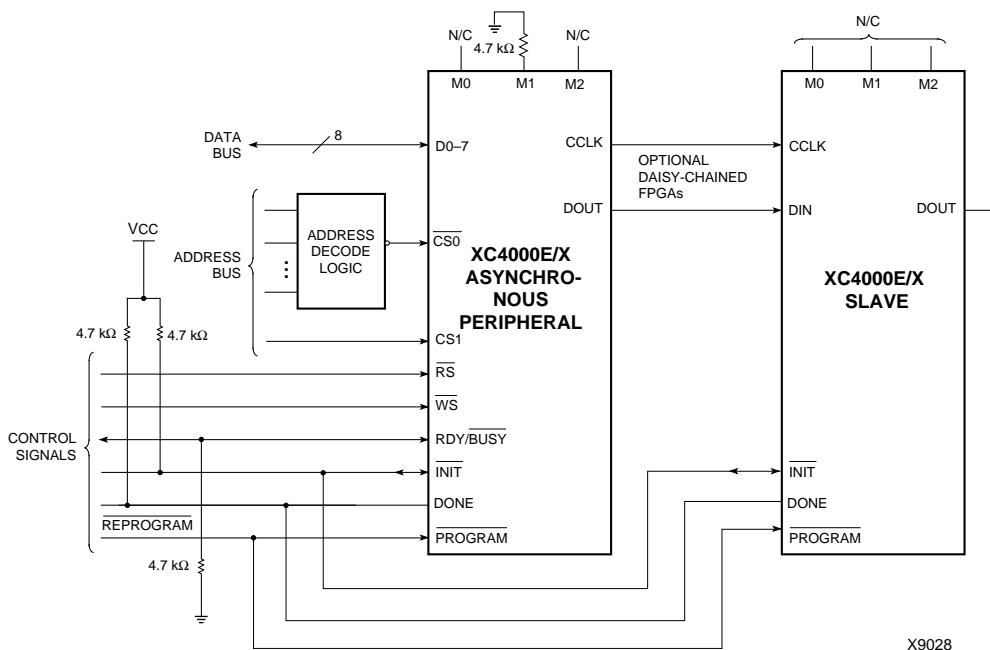 N/C
4.7 kΩ
N/C
N/C
M0
M1
M2
M0
M1
M2
DATA
BUS
8
D0–7
CCLK
CCLK
OPTIONAL
DAISY-CHAINED
FPGAs
DOUT
DIN
DOUT
VCC
ADDRESS
BUS
ADDRESS
DECODE
LOGIC
CS0
XC4000E/X
ASYNCHRO-
NOUS
PERIPHERAL
XC4000E/X
SLAVE
4.7 kΩ
4.7 kΩ
CS1
RS
WS
CONTROL
SIGNALS
RDY/BUSY
INIT
INIT
DONE
DONE
REPROGRAM
PROGRAM
PROGRAM
4.7 kΩ
X9028